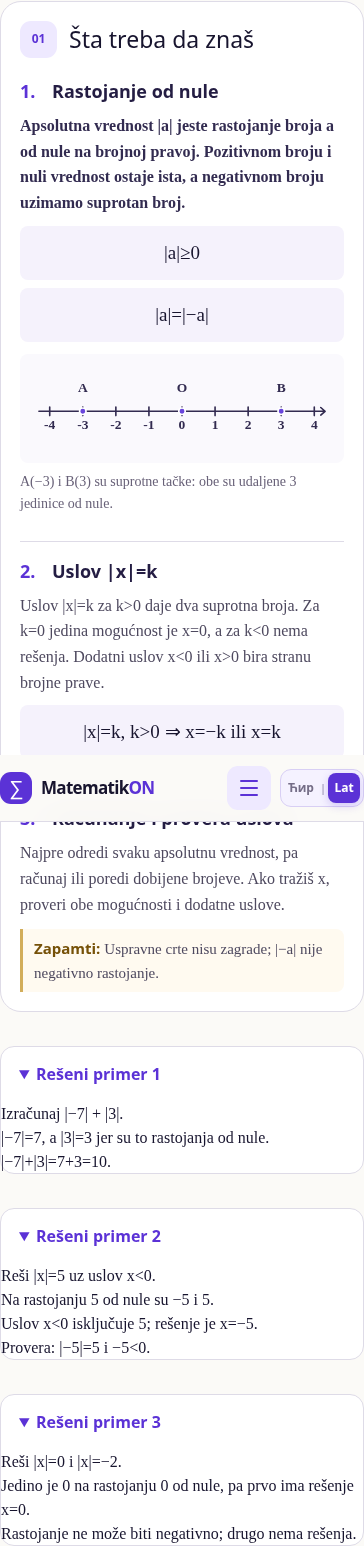 01 Šta treba da znaš
1. Rastojanje od nule
Apsolutna vrednost |a| jeste rastojanje broja a
od nule na brojnoj pravoj. Pozitivnom broju i
nuli vrednost ostaje ista, a negativnom broju
uzimamo suprotan broj.
|a|≥0
|a|=|−a|
A O B
-4 -3 -2 -1 0 1 2 3 4
A(−3) i B(3) su suprotne tačke: obe su udaljene 3
jedinice od nule.
2. Uslov |x|=k
Uslov |x|=k za k>0 daje dva suprotna broja. Za
k=0 jedina mogućnost je x=0, a za k<0 nema
rešenja. Dodatni uslov x<0 ili x>0 bira stranu
brojne prave.
|x|=k, k>0 ⇒ x=−k ili x=k
∑ MatematikON Ћир | Lat
3. Računanje i provera uslova
Najpre odredi svaku apsolutnu vrednost, pa
računaj ili poredi dobijene brojeve. Ako tražiš x,
proveri obe mogućnosti i dodatne uslove.
Zapamti: Uspravne crte nisu zagrade; |−a| nije
negativno rastojanje.
▼ Rešeni primer 1
Izračunaj |−7| + |3|.
|−7|=7, a |3|=3 jer su to rastojanja od nule.
|−7|+|3|=7+3=10.
▼ Rešeni primer 2
Reši |x|=5 uz uslov x<0.
Na rastojanju 5 od nule su −5 i 5.
Uslov x<0 isključuje 5; rešenje je x=−5.
Provera: |−5|=5 i −5<0.
▼ Rešeni primer 3
Reši |x|=0 i |x|=−2.
Jedino je 0 na rastojanju 0 od nule, pa prvo ima rešenje
x=0.
Rastojanje ne može biti negativno; drugo nema rešenja.